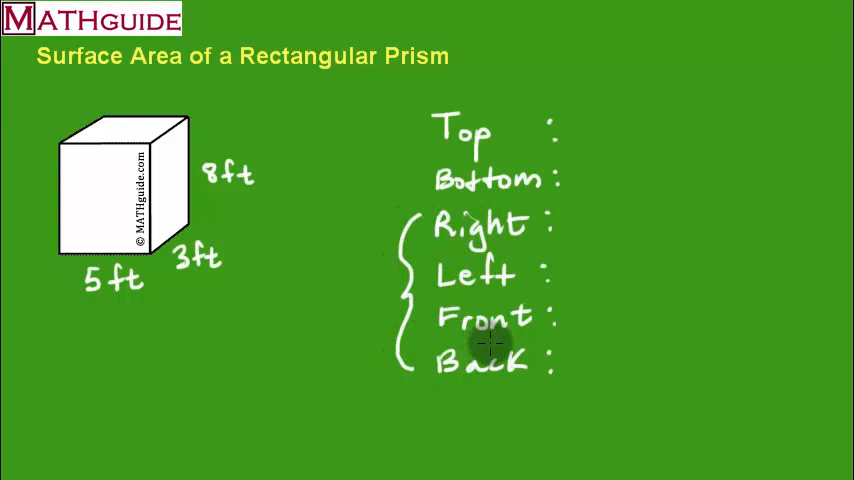 MATHGUIDE
Surface Area of a Rectangular Prism
© MATHguide.com
8ft
3ft
5ft
Top :
Bottom :
Right :
Left :
Front :
Back :